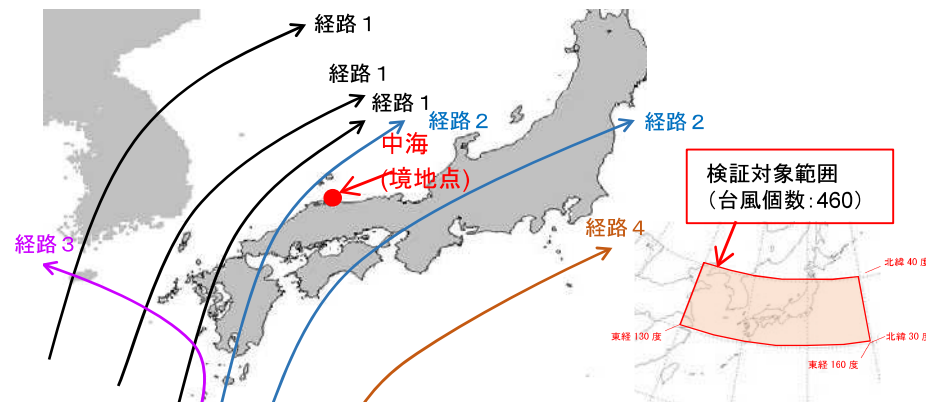 経路１
経路１
経路１
経路２
経路２
中海
(境地点)
検証対象範囲
（台風個数：460）
経路３
経路４
北緯 40 度
東経 130 度
北緯 30 度
東経 160 度